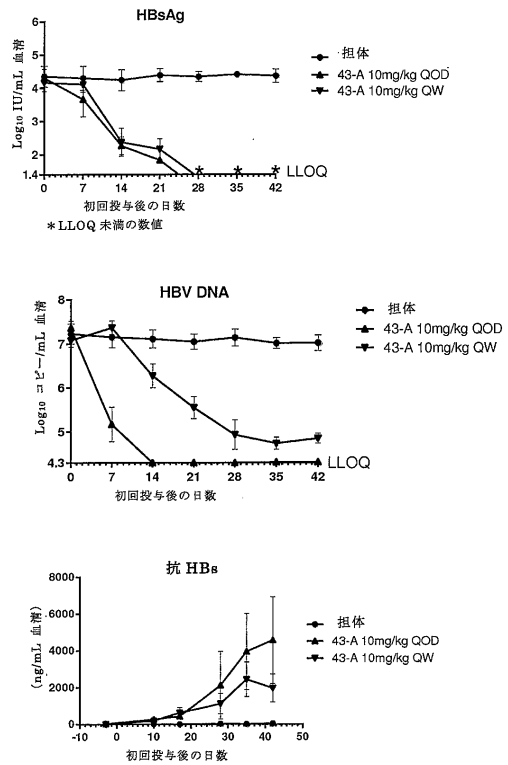 HBsAg
Log10 IU/mL 血清
6
5
4
3
2
1.4
0 7 14 21 28 35 42
* * *
LLOQ
初回投与後の日数
*LLOQ 未満の数値
担体
43-A 10mg/kg QOD
43-A 10mg/kg QW
HBV DNA
Log10 コピー/mL 血清
8
7
6
5
4.3
0 7 14 21 28 35 42
LLOQ
初回投与後の日数
担体
43-A 10mg/kg QOD
43-A 10mg/kg QW
抗 HBs
(ng/mL 血清)
8000
6000
4000
2000
0
-10 0 10 20 30 40 50
初回投与後の日数
担体
43-A 10mg/kg QOD
43-A 10mg/kg QW